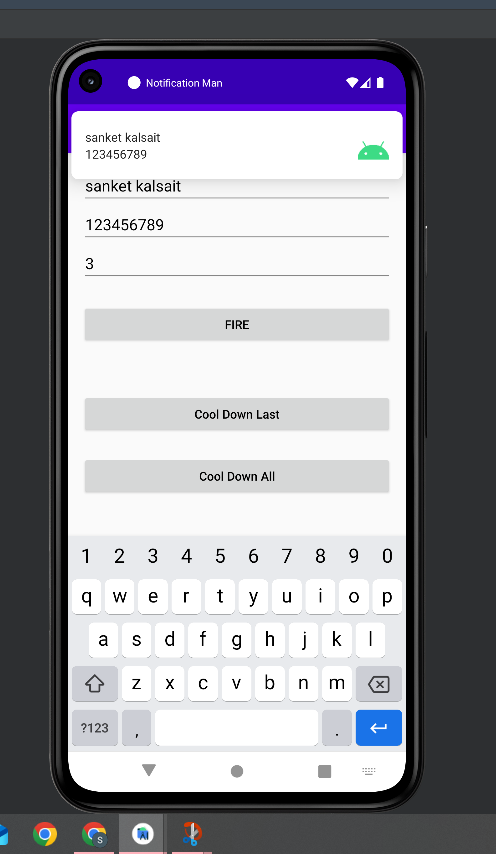 Notification Man
sanket kalsait
123456789
sanket kalsait
123456789
3
FIRE
Cool Down Last
Cool Down All
1 2 3 4 5 6 7 8 9 0
q w e r t y u i o p
a s d f g h j k l
z x c v b n m
?123 , .
S